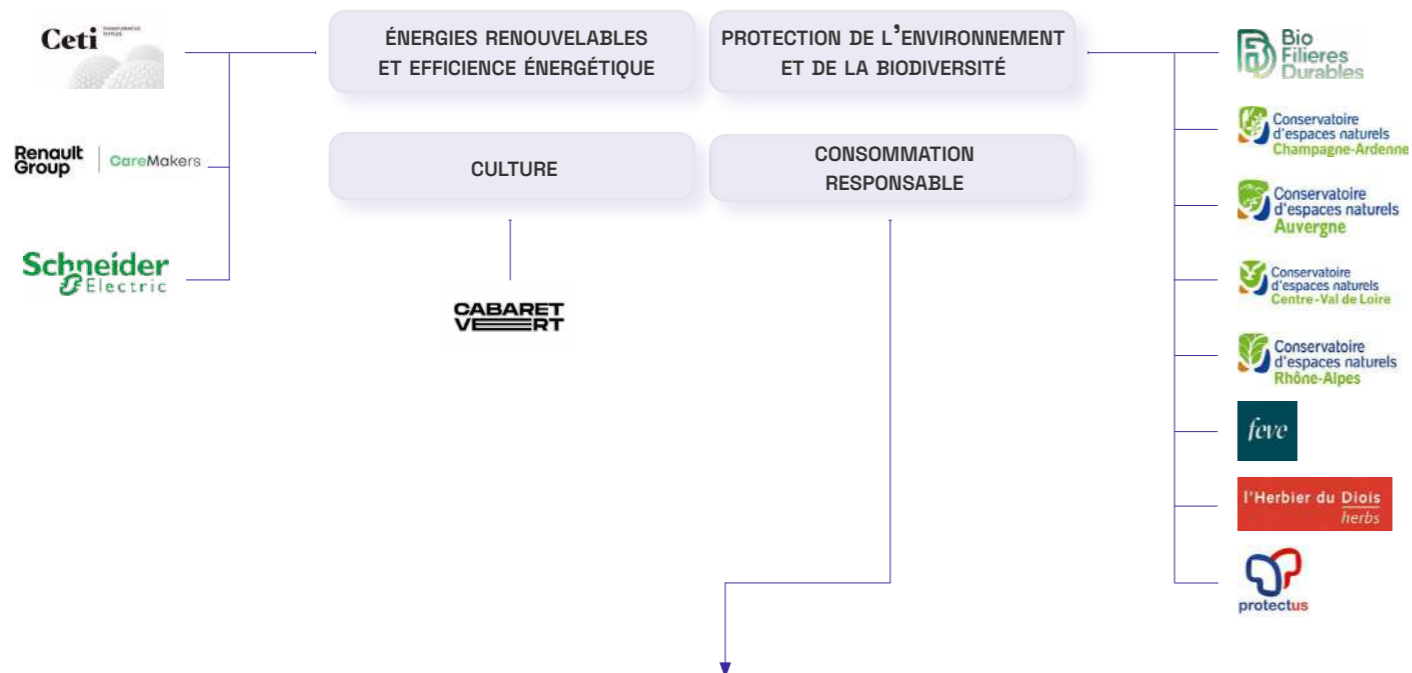 Ceti
ÉNERGIES RENOUVELABLES
ET EFFICIENCE ÉNERGÉTIQUE
PROTECTION DE L'ENVIRONNEMENT
ET DE LA BIODIVERSITÉ
Bio
Filieres
Durables
Conservatoire
d'espaces naturels
Champagne-Ardenne
Renault
Group
CareMakers
CULTURE
CONSOMMATION
RESPONSABLE
Conservatoire
d'espaces naturels
Auvergne
Schneider
Electric
CABARET
VERT
Conservatoire
d'espaces naturels
Centre-Val de Loire
Conservatoire
d'espaces naturels
Rhône-Alpes
feve
l'Herbier du Diois
herbs
protectus